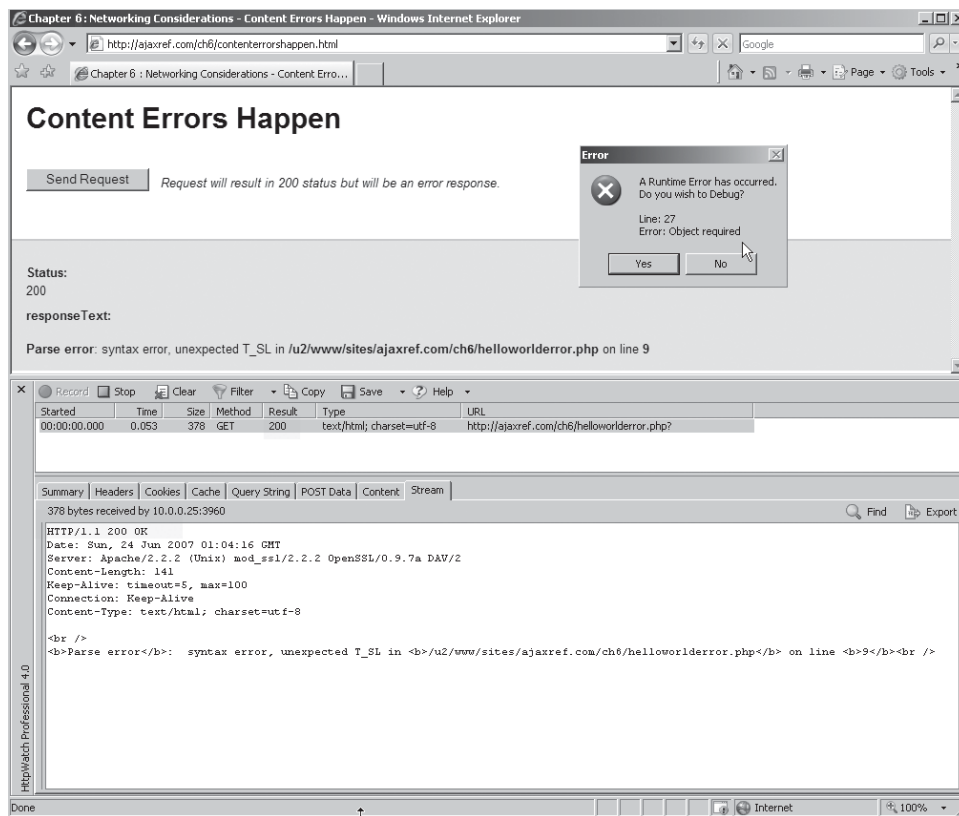 Chapter 6 : Networking Considerations - Content Errors Happen - Windows Internet Explorer
http://ajaxref.com/ch6/contenterrorshappen.html
Google
Chapter 6 : Networking Considerations - Content Erro...
Page
Tools
Content Errors Happen
Send Request
Request will result in 200 status but will be an error response.
Error
A Runtime Error has occurred.
Do you wish to Debug?
Line: 27
Error: Object required
Yes No
Status:
200
responseText:
Parse error: syntax error, unexpected T_SL in /u2/www/sites/ajaxref.com/ch6/helloworlderror.php on line 9
Record Stop Clear Filter Copy Save Help
Started Time Size Method Result Type URL
00:00:00.000 0.053 378 GET 200 text/html; charset=utf-8 http://ajaxref.com/ch6/helloworlderror.php?
Summary Headers Cookies Cache Query String POST Data Content Stream
378 bytes received by 10.0.0.25:3960
Find Export
HTTP/1.1 200 OK
Date: Sun, 24 Jun 2007 01:04:16 GMT
Server: Apache/2.2.2 (Unix) mod_ssl/2.2.2 OpenSSL/0.9.7a DAV/2
Content-Length: 141
Keep-Alive: timeout=5, max=100
Connection: Keep-Alive
Content-Type: text/html; charset=utf-8
<br />
<b>Parse error</b>:  syntax error, unexpected T_SL in <b>/u2/www/sites/ajaxref.com/ch6/helloworlderror.php</b> on line <b>9</b><br />
HttpWatch Professional 4.0
Done
Internet
100%